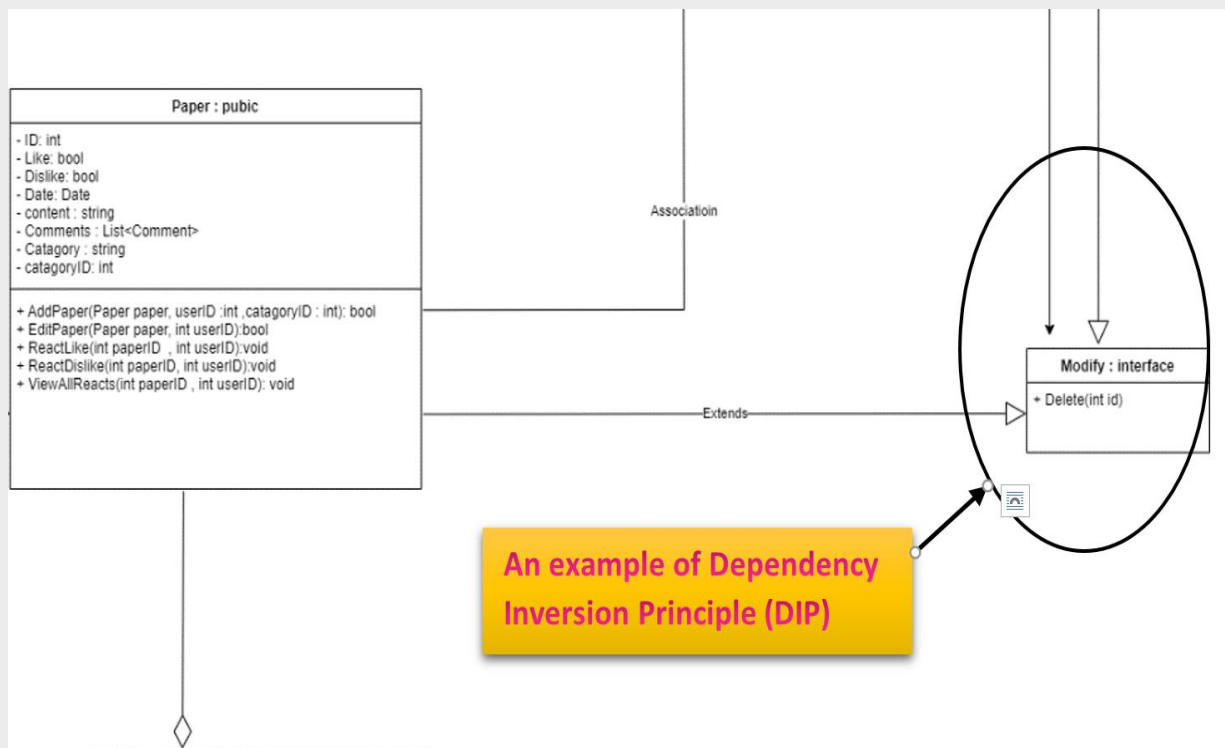 Paper : pubic
- ID: int
- Like: bool
- Dislike: bool
- Date: Date
- content : string
- Comments : List<Comment>
- Catagory : string
- catagoryID: int
+ AddPaper(Paper paper, userID :int ,catagoryID : int): bool
+ EditPaper(Paper paper, int userID):bool
+ ReactLike(int paperID , int userID):void
+ ReactDislike(int paperID, int userID):void
+ ViewAllReacts(int paperID , int userID): void
Associatioin
Extends
Modify : interface
+ Delete(int id)
An example of Dependency
Inversion Principle (DIP)